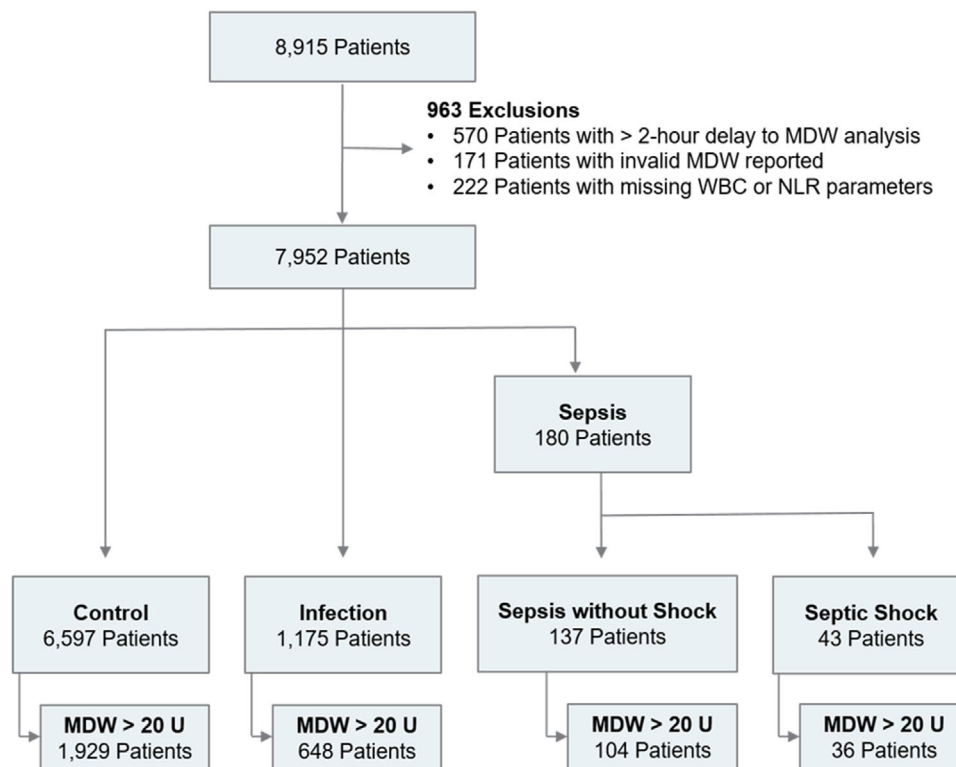 8,915 Patients
963 Exclusions
• 570 Patients with > 2-hour delay to MDW analysis
• 171 Patients with invalid MDW reported
• 222 Patients with missing WBC or NLR parameters
7,952 Patients
Sepsis
180 Patients
Control
6,597 Patients
Infection
1,175 Patients
Sepsis without Shock
137 Patients
Septic Shock
43 Patients
MDW > 20 U
1,929 Patients
MDW > 20 U
648 Patients
MDW > 20 U
104 Patients
MDW > 20 U
36 Patients